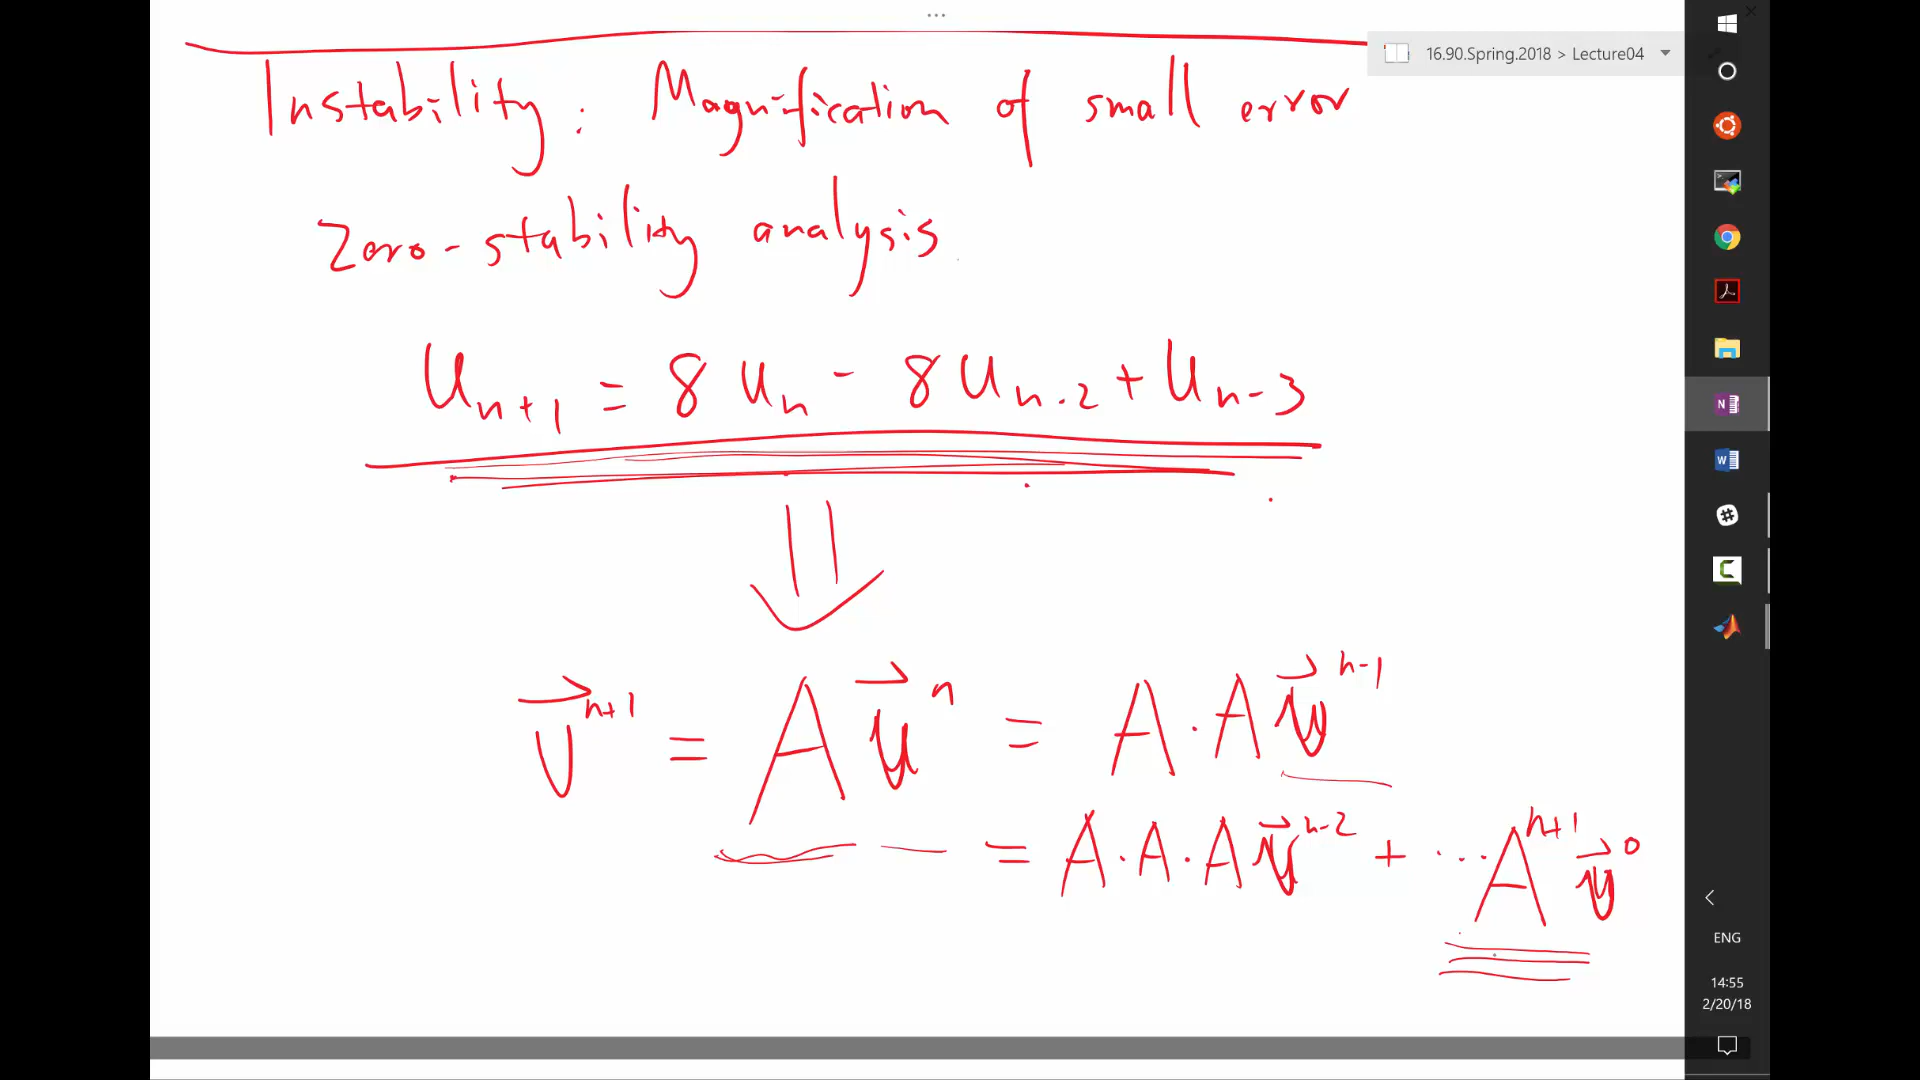 ...
16.90.Spring.2018 > Lecture04
Instability: Magnification of small error
Zero-stability analysis
u_{n+1} = 8 u_n - 8 u_{n-2} + u_{n-3}
v^{n+1} = A v^n = A·A v^{n-1}
= A·A·A v^{n-2} + ... A^{n+1} v^0
ENG
14:55
2/20/18